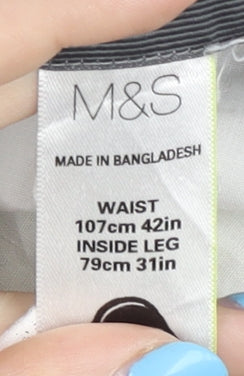 M&S
MADE IN BANGLADESH
WAIST
107cm 42in
INSIDE LEG
79cm 31in